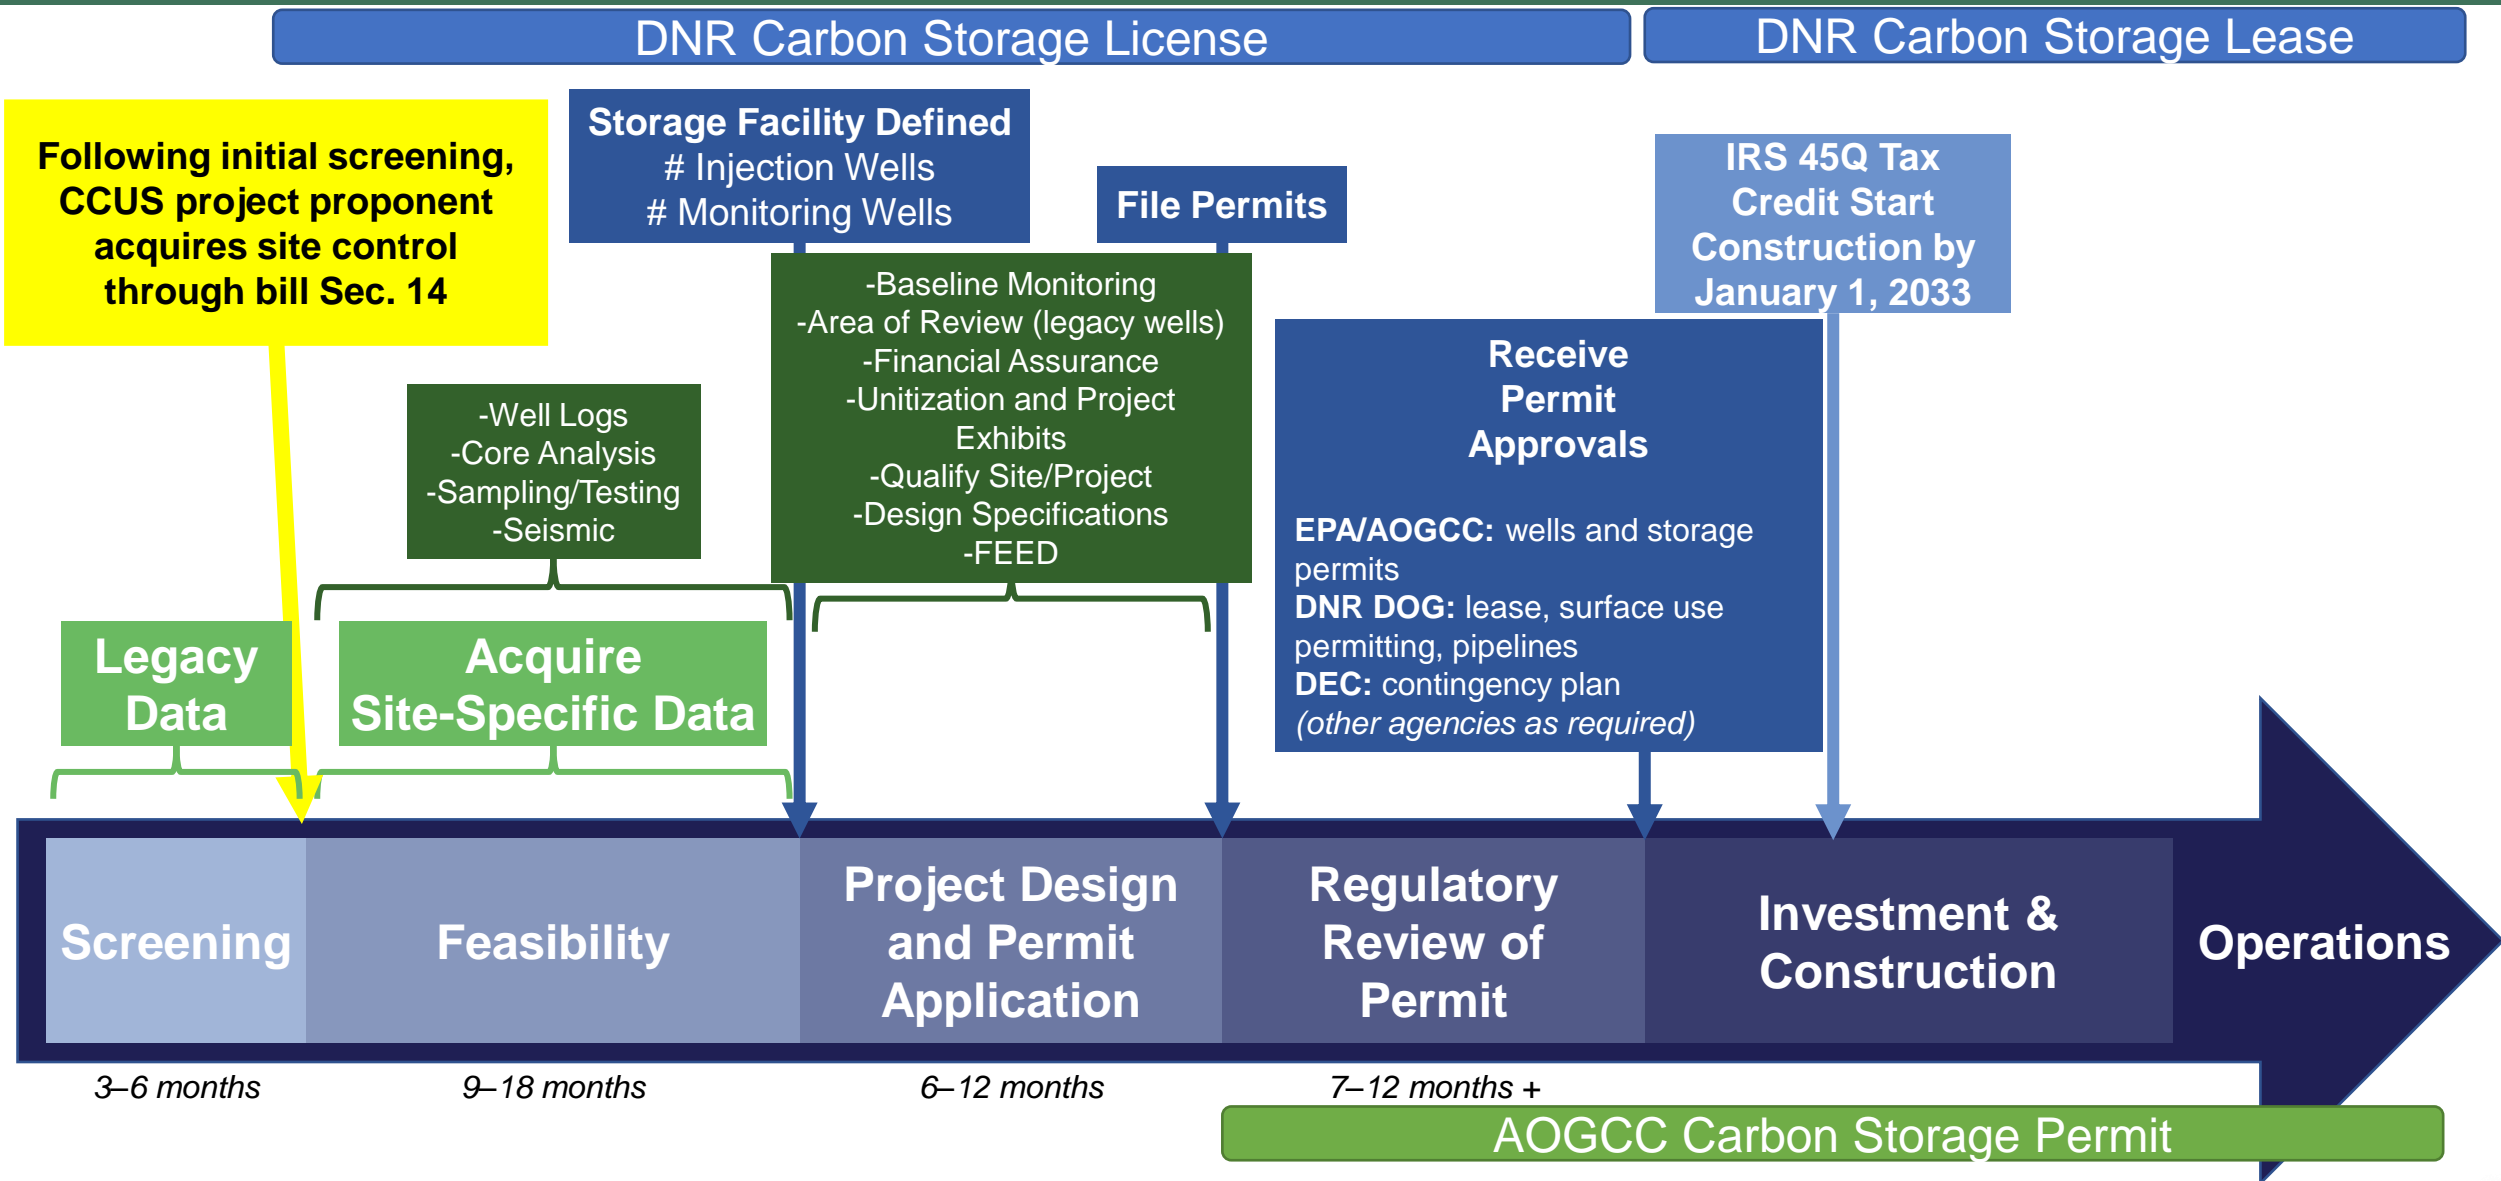 DNR Carbon Storage License
DNR Carbon Storage Lease
Following initial screening,
CCUS project proponent
acquires site control
through bill Sec. 14
Storage Facility Defined
# Injection Wells
# Monitoring Wells
File Permits
IRS 45Q Tax
Credit Start
Construction by
January 1, 2033
-Well Logs
-Core Analysis
-Sampling/Testing
-Seismic
-Baseline Monitoring
-Area of Review (legacy wells)
-Financial Assurance
-Unitization and Project
Exhibits
-Qualify Site/Project
-Design Specifications
-FEED
Receive
Permit
Approvals
EPA/AOGCC: wells and storage
permits
DNR DOG: lease, surface use
permitting, pipelines
DEC: contingency plan
(other agencies as required)
Legacy
Data
Acquire
Site-Specific Data
Screening
Feasibility
Project Design
and Permit
Application
Regulatory
Review of
Permit
Investment &
Construction
Operations
3–6 months
9–18 months
6–12 months
7–12 months +
AOGCC Carbon Storage Permit